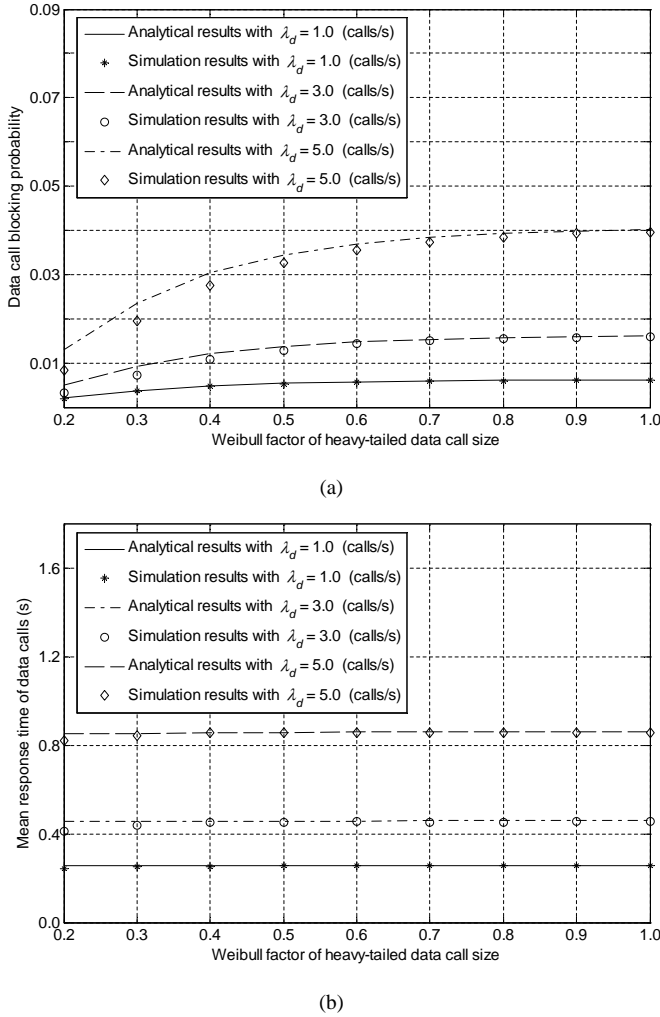 0.09
0.07
0.05
0.03
0.01
Data call blocking probability
Analytical results with λd = 1.0 (calls/s)
Simulation results with λd = 1.0 (calls/s)
Analytical results with λd = 3.0 (calls/s)
Simulation results with λd = 3.0 (calls/s)
Analytical results with λd = 5.0 (calls/s)
Simulation results with λd = 5.0 (calls/s)
0.2 0.3 0.4 0.5 0.6 0.7 0.8 0.9 1.0
Weibull factor of heavy-tailed data call size
(a)
1.6
1.2
0.8
0.4
0.0
Mean response time of data calls (s)
Analytical results with λd = 1.0 (calls/s)
Simulation results with λd = 1.0 (calls/s)
Analytical results with λd = 3.0 (calls/s)
Simulation results with λd = 3.0 (calls/s)
Analytical results with λd = 5.0 (calls/s)
Simulation results with λd = 5.0 (calls/s)
0.2 0.3 0.4 0.5 0.6 0.7 0.8 0.9 1.0
Weibull factor of heavy-tailed data call size
(b)